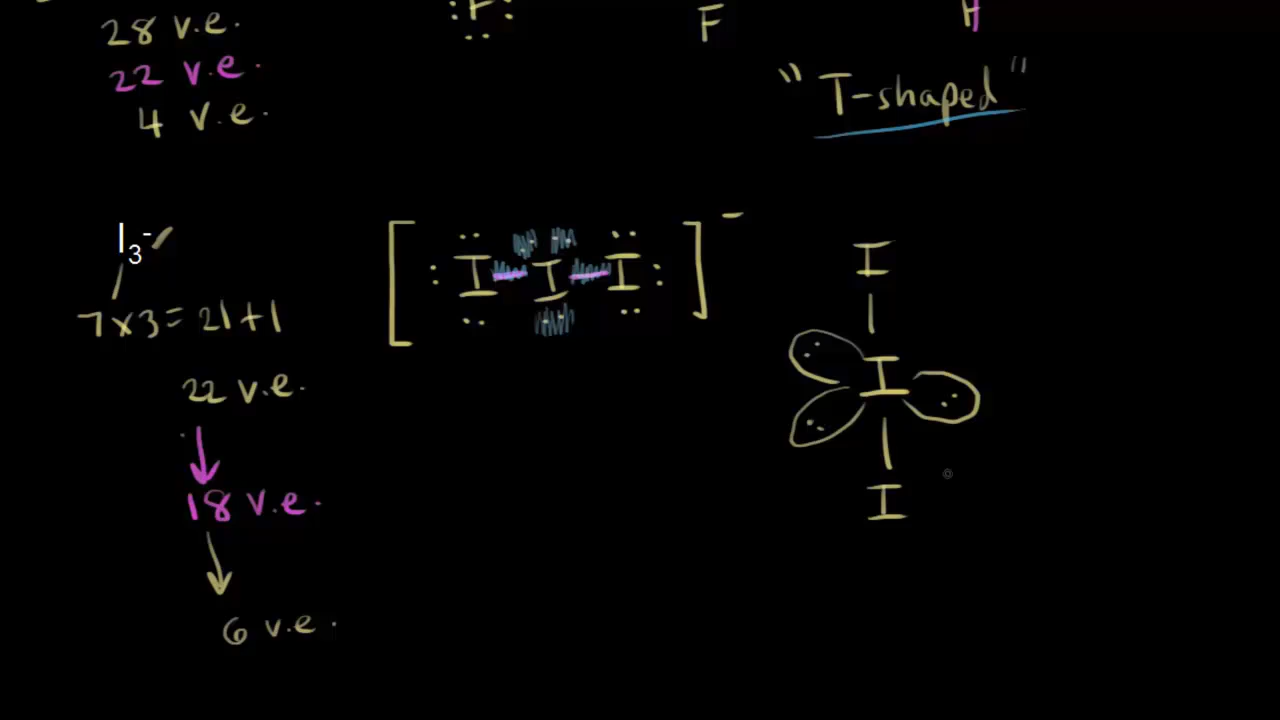 28 v.e.
22 v.e.
4 v.e.
:F:
F
F
"T-shaped"
I3-
7x3=21+1
22 v.e.
18 v.e.
6 v.e.
[I-I-I]-
I
I
I